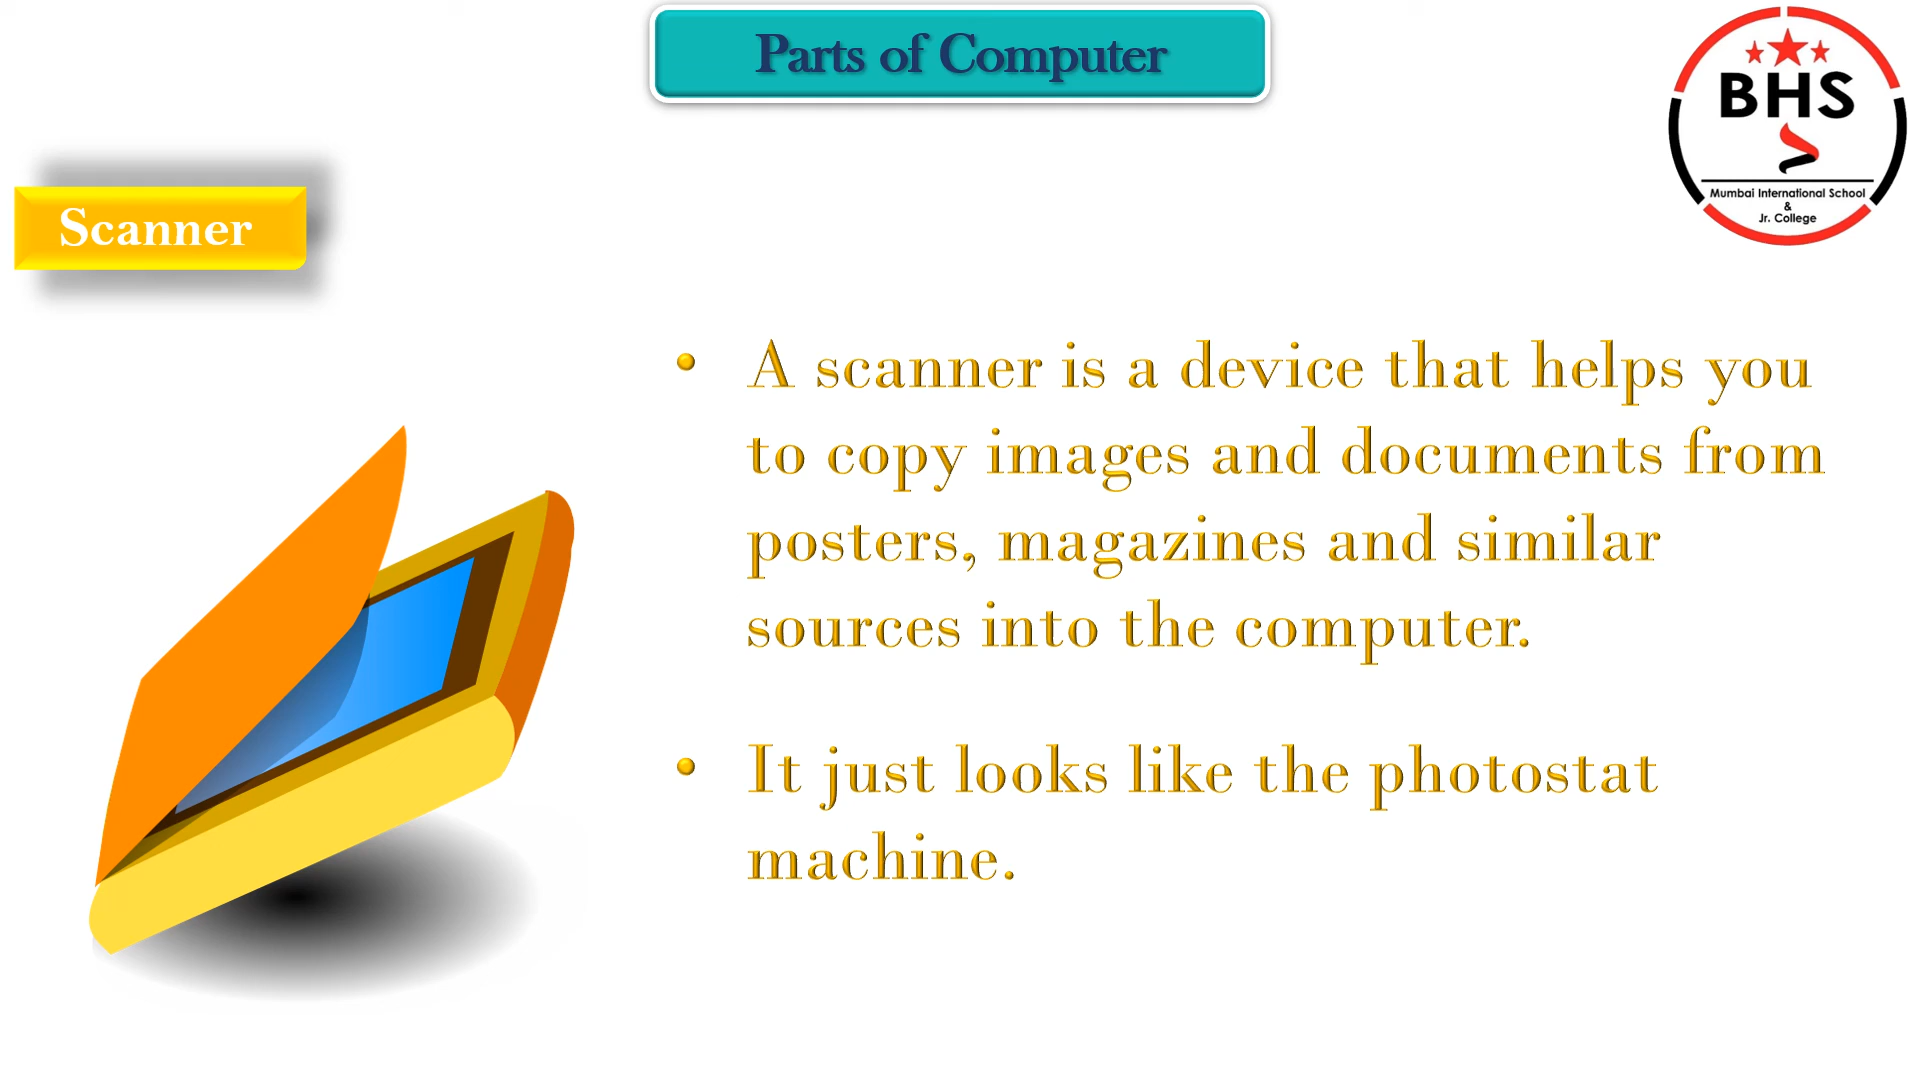 Parts of Computer
BHS
Mumbai International School
&
Jr. College
Scanner
• A scanner is a device that helps you
to copy images and documents from
posters, magazines and similar
sources into the computer.
• It just looks like the photostat
machine.